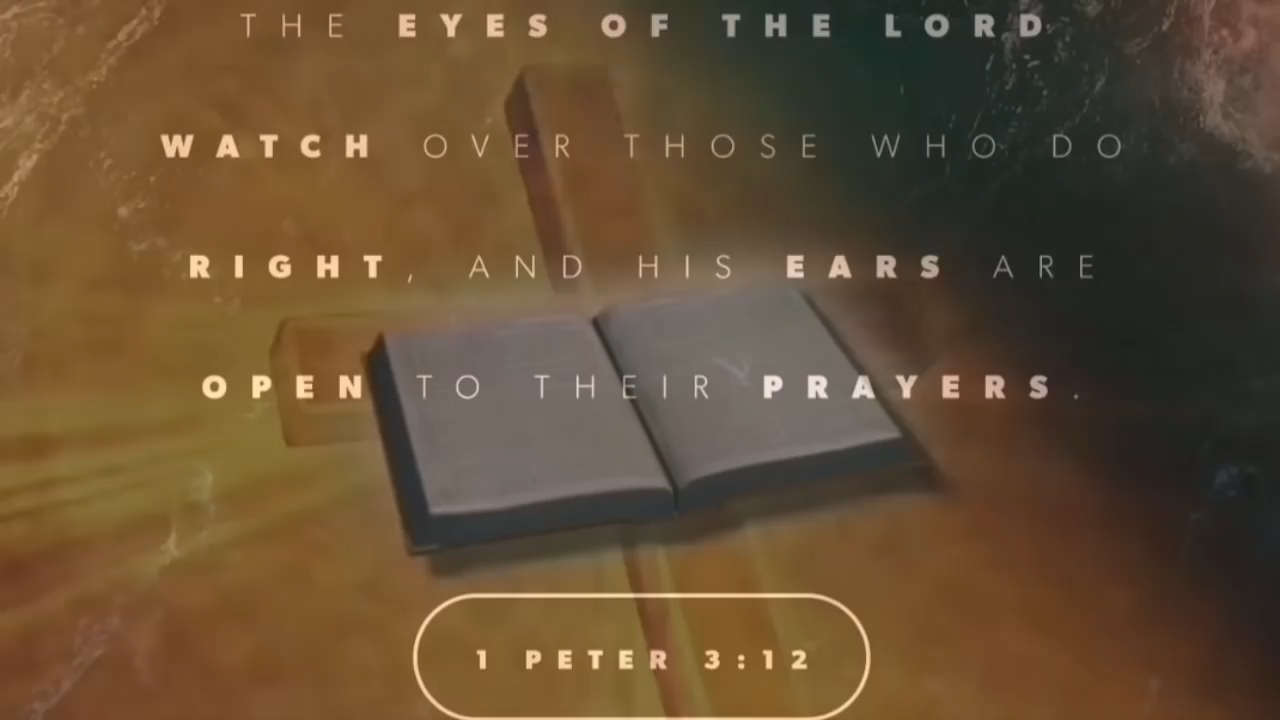 THE EYES OF THE LORD
WATCH OVER THOSE WHO DO
RIGHT, AND HIS EARS ARE
OPEN TO THEIR PRAYERS.
1 PETER 3:12